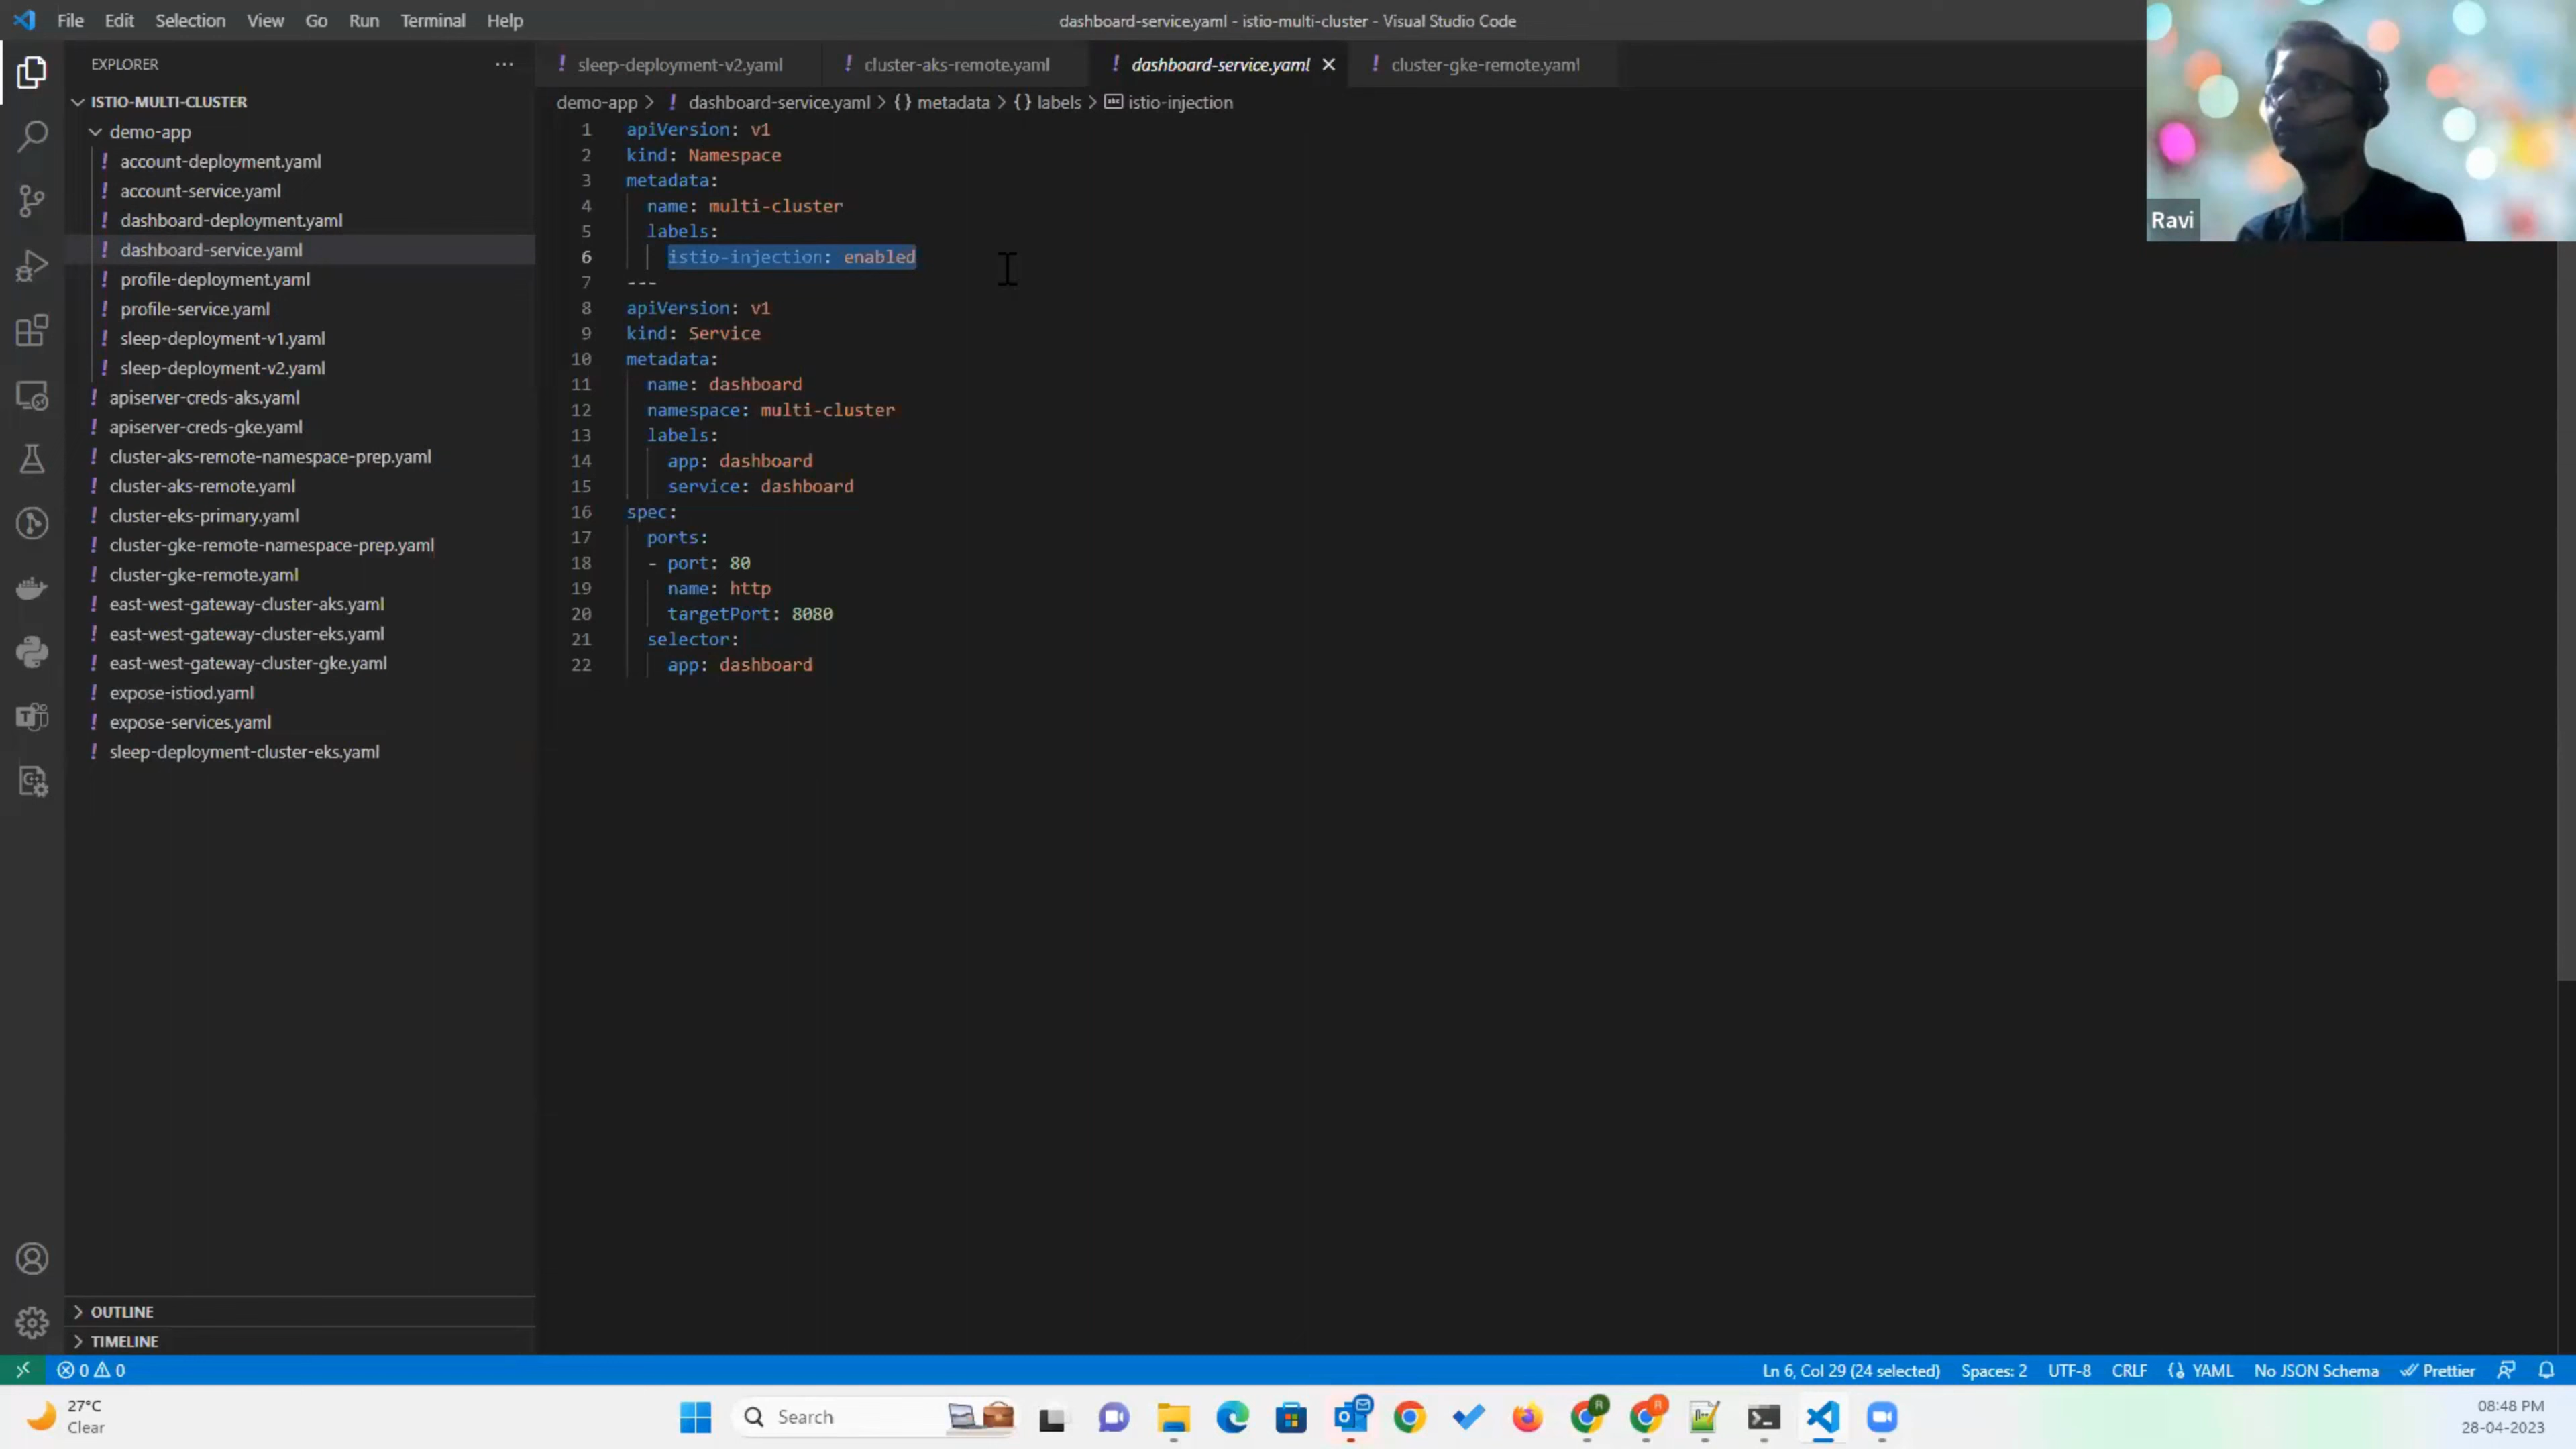 File Edit Selection View Go Run Terminal Help
dashboard-service.yaml - istio-multi-cluster - Visual Studio Code
Ravi
EXPLORER
ISTIO-MULTI-CLUSTER
demo-app
account-deployment.yaml
account-service.yaml
dashboard-deployment.yaml
dashboard-service.yaml
profile-deployment.yaml
profile-service.yaml
sleep-deployment-v1.yaml
sleep-deployment-v2.yaml
apiserver-creds-aks.yaml
apiserver-creds-gke.yaml
cluster-aks-remote-namespace-prep.yaml
cluster-aks-remote.yaml
cluster-eks-primary.yaml
cluster-gke-remote-namespace-prep.yaml
cluster-gke-remote.yaml
east-west-gateway-cluster-aks.yaml
east-west-gateway-cluster-eks.yaml
east-west-gateway-cluster-gke.yaml
expose-istiod.yaml
expose-services.yaml
sleep-deployment-cluster-eks.yaml
OUTLINE
TIMELINE
! sleep-deployment-v2.yaml ! cluster-aks-remote.yaml ! dashboard-service.yaml ! cluster-gke-remote.yaml
demo-app > ! dashboard-service.yaml > {} metadata > {} labels > istio-injection
1 apiVersion: v1
2 kind: Namespace
3 metadata:
4 name: multi-cluster
5 labels:
6 istio-injection: enabled
7 ---
8 apiVersion: v1
9 kind: Service
10 metadata:
11 name: dashboard
12 namespace: multi-cluster
13 labels:
14 app: dashboard
15 service: dashboard
16 spec:
17 ports:
18 - port: 80
19 name: http
20 targetPort: 8080
21 selector:
22 app: dashboard
0 0
Ln 6, Col 29 (24 selected) Spaces: 2 UTF-8 CRLF YAML No JSON Schema Prettier
27°C
Clear
Search
08:48 PM
28-04-2023